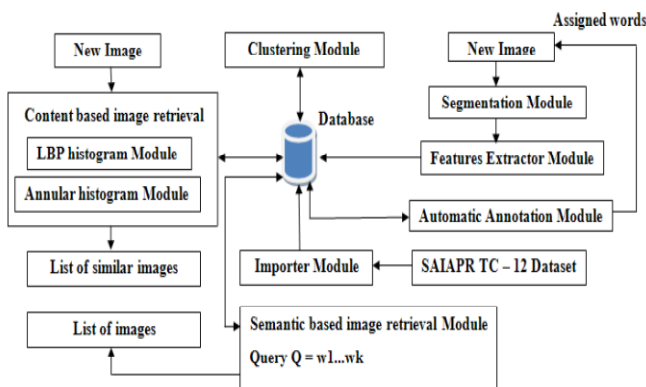 Assigned words
New Image
Clustering Module
New Image
Content based image retrieval
LBP histogram Module
Annular histogram Module
Database
Segmentation Module
Features Extractor Module
Automatic Annotation Module
List of similar images
Importer Module
SAIAPR TC – 12 Dataset
List of images
Semantic based image retrieval Module
Query Q = w1...wk